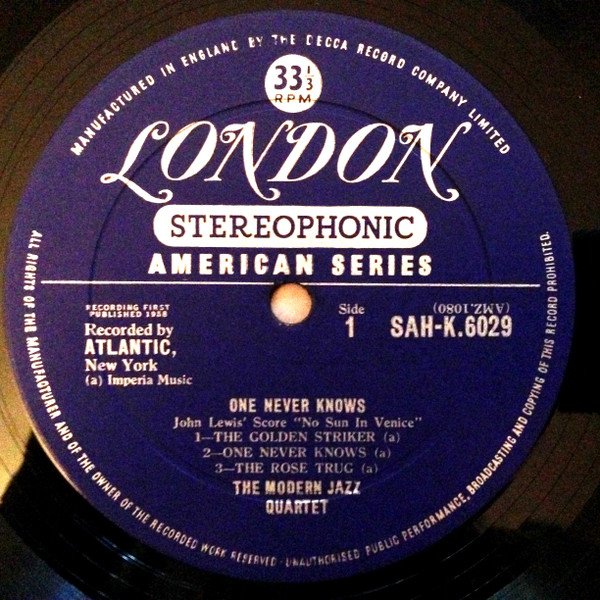 MANUFACTURED IN ENGLAND BY THE DECCA RECORD COMPANY LIMITED
33 1/3
RPM
LONDON
STEREOPHONIC
AMERICAN SERIES
RECORDING FIRST
PUBLISHED 1958
Recorded by
ATLANTIC,
New York
(a) Imperia Music
Side
1
(AMZ.1080)
SAH-K.6029
ONE NEVER KNOWS
John Lewis' Score "No Sun In Venice"
1—THE GOLDEN STRIKER (a)
2—ONE NEVER KNOWS (a)
3—THE ROSE TRUG (a)
THE MODERN JAZZ
QUARTET
ALL RIGHTS OF THE MANUFACTURER AND OF THE OWNER OF THE RECORDED WORK RESERVED · UNAUTHORISED PUBLIC PERFORMANCE, BROADCASTING AND COPYING OF THIS RECORD PROHIBITED.